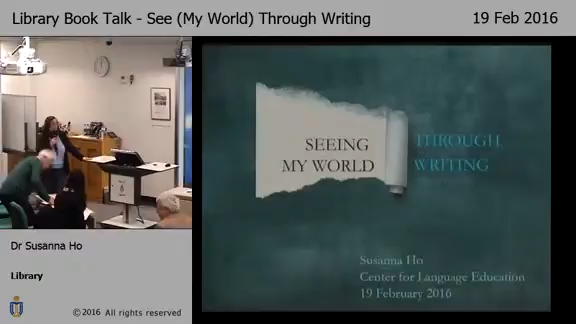 Library Book Talk - See (My World) Through Writing
19 Feb 2016
SEEING
MY WORLD
THROUGH
WRITING
Susanna Ho
Center for Language Education
19 February 2016
Dr Susanna Ho
Library
©2016 All rights reserved